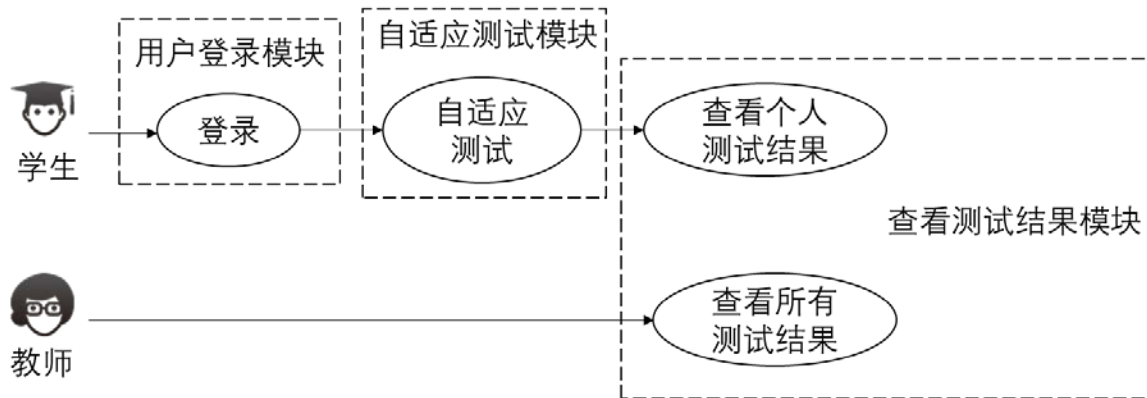 用户登录模块
自适应测试模块
登录
自适应
测试
查看个人
测试结果
学生
查看测试结果模块
查看所有
测试结果
教师